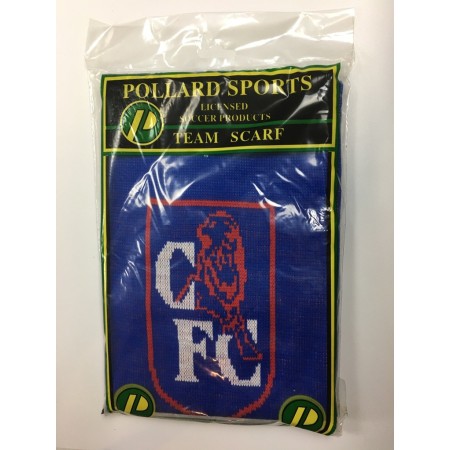 POLLARD SPORTS
LICENSED
SOCCER PRODUCTS
TEAM SCARF
C
FC